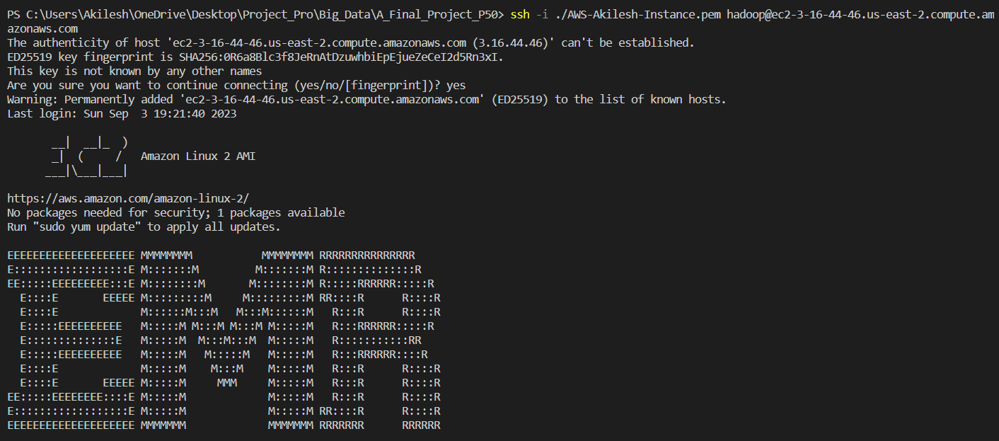 PS C:\Users\Akilesh\OneDrive\Desktop\Project_Pro\Big_Data\A_Final_Project_P50> ssh -i ./AWS-Akilesh-Instance.pem hadoop@ec2-3-16-44-46.us-east-2.compute.am
azonaws.com
The authenticity of host 'ec2-3-16-44-46.us-east-2.compute.amazonaws.com (3.16.44.46)' can't be established.
ED25519 key fingerprint is SHA256:0R6a8Blc3f8JeRnAtDzuwhbiEpEjueZeCeI2d5Rn3xI.
This key is not known by any other names
Are you sure you want to continue connecting (yes/no/[fingerprint])? yes
Warning: Permanently added 'ec2-3-16-44-46.us-east-2.compute.amazonaws.com' (ED25519) to the list of known hosts.
Last login: Sun Sep  3 19:21:40 2023

       __|  __|_  )
       _|  (     /   Amazon Linux 2 AMI
      ___|\___|___|

https://aws.amazon.com/amazon-linux-2/
No packages needed for security; 1 packages available
Run "sudo yum update" to apply all updates.

EEEEEEEEEEEEEEEEEEEE MMMMMMMM           MMMMMMMM RRRRRRRRRRRRRRR
E::::::::::::::::::E M:::::::M         M:::::::M R::::::::::::::R
EE:::::EEEEEEEEE:::E M::::::::M       M::::::::M R:::::RRRRRR:::::R
  E::::E       EEEEE M:::::::::M     M:::::::::M RR::::R      R::::R
  E::::E             M::::::M:::M   M:::M::::::M   R:::R      R::::R
  E:::::EEEEEEEEEE   M:::::M M:::M M:::M M:::::M   R:::RRRRRR:::::R
  E::::::::::::::E   M:::::M  M:::M:::M  M:::::M   R:::::::::::RR
  E:::::EEEEEEEEEE   M:::::M   M:::::M   M:::::M   R:::RRRRRR::::R
  E::::E             M:::::M    M:::M    M:::::M   R:::R      R::::R
  E::::E       EEEEE M:::::M     MMM     M:::::M   R:::R      R::::R
EE:::::EEEEEEEE::::E M:::::M             M:::::M   R:::R      R::::R
E::::::::::::::::::E M:::::M             M:::::M RR::::R      R::::R
EEEEEEEEEEEEEEEEEEEE MMMMMMM             MMMMMMM RRRRRRR      RRRRRR